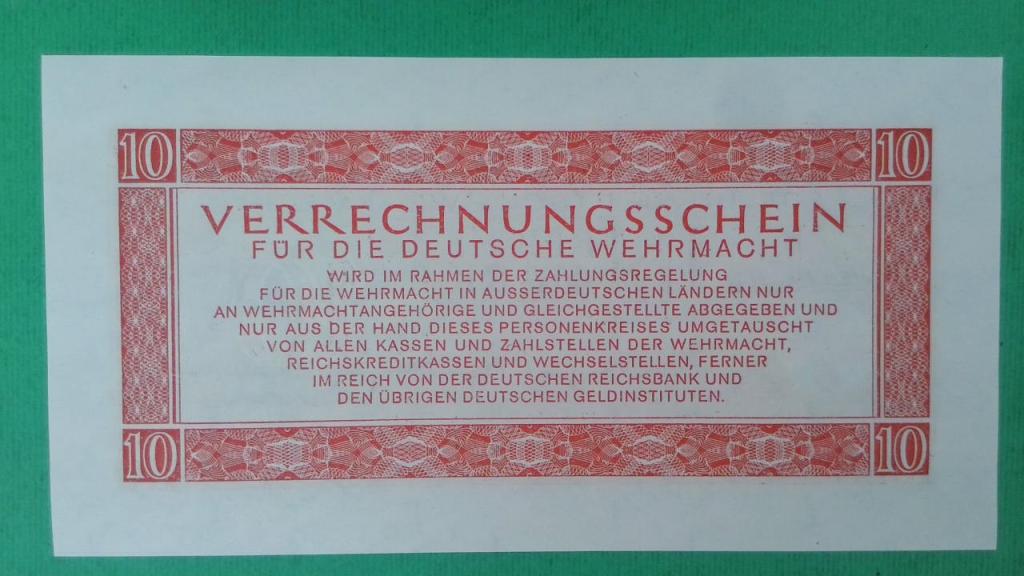 10 10
VERRECHNUNGSSCHEIN
FÜR DIE DEUTSCHE WEHRMACHT
WIRD IM RAHMEN DER ZAHLUNGSREGELUNG
FÜR DIE WEHRMACHT IN AUSSERDEUTSCHEN LÄNDERN NUR
AN WEHRMACHTANGEHÖRIGE UND GLEICHGESTELLTE ABGEGEBEN UND
NUR AUS DER HAND DIESES PERSONENKREISES UMGETAUSCHT
VON ALLEN KASSEN UND ZAHLSTELLEN DER WEHRMACHT,
REICHSKREDITKASSEN UND WECHSELSTELLEN, FERNER
IM REICH VON DER DEUTSCHEN REICHSBANK UND
DEN ÜBRIGEN DEUTSCHEN GELDINSTITUTEN.
10 10